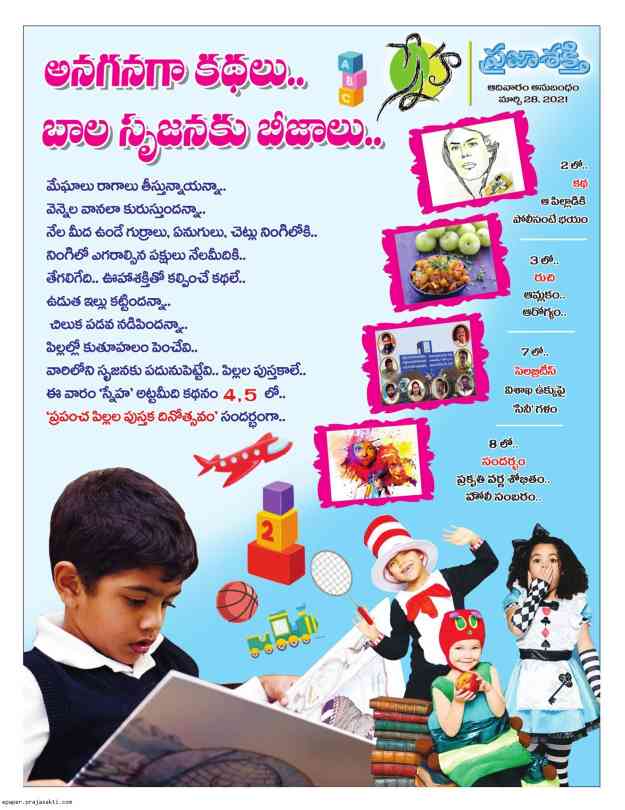 అనగనగా కథలు..
బాల సృజనకు బీజాలు..
A
B
C
స్నేహ
ప్రజాశక్తి
ఆదివారం అనుబంధం
మార్చి 28, 2021
మేఘాలు రాగాలు తీస్తున్నాయన్నా..
వెన్నెల వానలా కురుస్తుందన్నా..
నేల మీద ఉండే గుర్రాలు, ఏనుగులు, చెట్లు నింగిలోకి..
నింగిలో ఎగరాల్సిన పక్షులు నేలమీదికి..
తేగలిగేది.. ఊహాశక్తితో కల్పించే కథలే..
ఉడుత ఇల్లు కట్టిందన్నా..
చిలుక పడవ నడిపిందన్నా..
పిల్లల్లో కుతూహలం పెంచేవి..
వారిలోని సృజనకు పదునుపెట్టేవి.. పిల్లల పుస్తకాలే..
ఈ వారం 'స్నేహ' అట్టమీది కథనం 4,5 లో..
'ప్రపంచ పిల్లల పుస్తక దినోత్సవం' సందర్భంగా..
2 లో..
కథ
ఆ పిల్లాడికి
పోలీసంటే భయం
3 లో..
రుచి
ఆమ్లకం..
ఆరోగ్యం..
7 లో..
సెలబ్రిటీస్
విశాఖ ఉక్కుపై
'సినీ' గళం
8 లో..
సందర్భం
ప్రకృతి వర్ణ శోభితం..
హోలీ సంబరం..
2
epaper.prajasakti.com